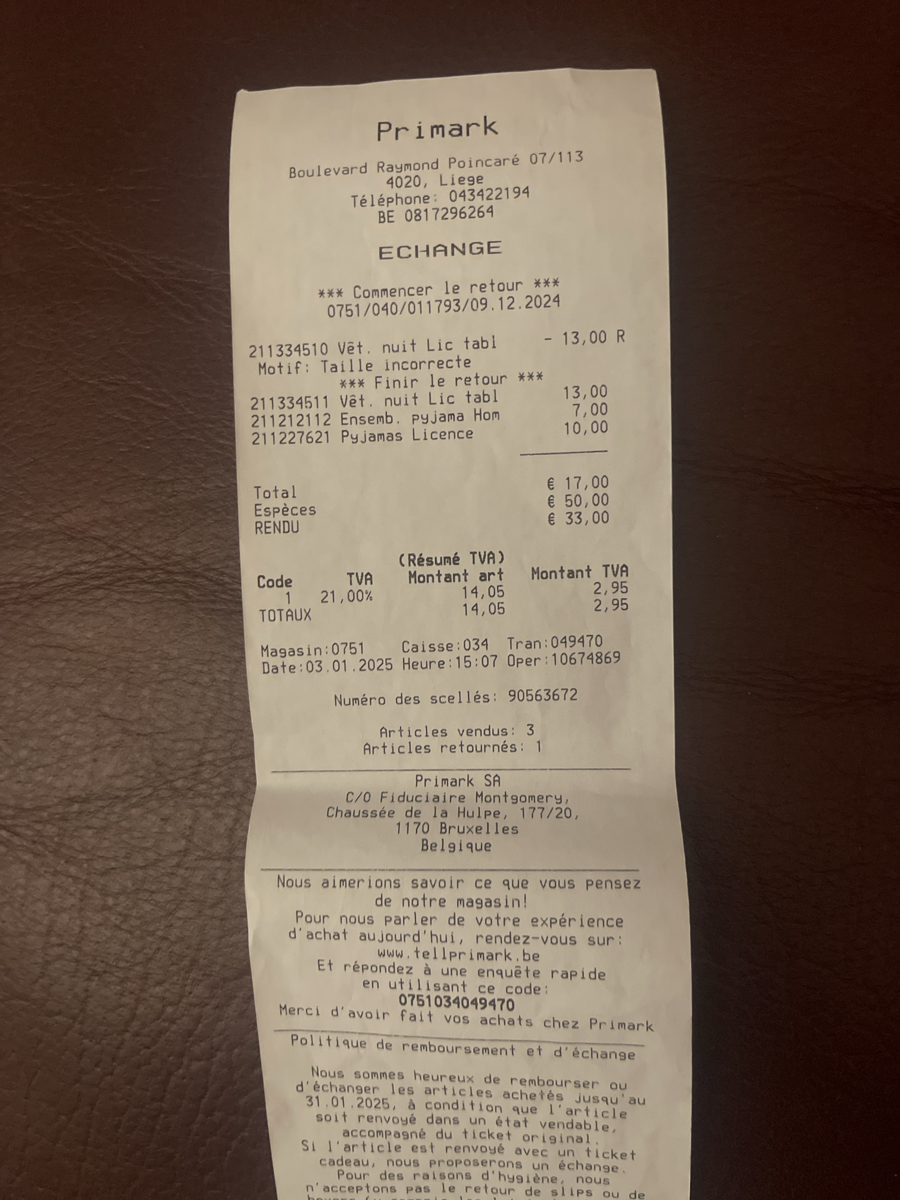 Primark
Boulevard Raymond Poincaré 07/113
4020, Liege
Téléphone: 043422194
BE 0817296264
ECHANGE
*** Commencer le retour ***
0751/040/011793/09.12.2024
211334510 Vêt. nuit Lic tabl - 13,00 R
Motif: Taille incorrecte
*** Finir le retour ***
211334511 Vêt. nuit Lic tabl 13,00
211212112 Ensemb. pyjama Hom 7,00
211227621 Pyjamas Licence 10,00
Total € 17,00
Espèces € 50,00
RENDU € 33,00
(Résumé TVA)
Code TVA Montant art Montant TVA
1 21,00% 14,05 2,95
TOTAUX 14,05 2,95
Magasin:0751 Caisse:034 Tran:049470
Date:03.01.2025 Heure:15:07 Oper:10674869
Numéro des scellés: 90563672
Articles vendus: 3
Articles retournés: 1
Primark SA
C/O Fiduciaire Montgomery,
Chaussée de la Hulpe, 177/20,
1170 Bruxelles
Belgique
Nous aimerions savoir ce que vous pensez
de notre magasin!
Pour nous parler de votre expérience
d'achat aujourd'hui, rendez-vous sur:
www.tellprimark.be
Et répondez à une enquête rapide
en utilisant ce code:
0751034049470
Merci d'avoir fait vos achats chez Primark
Politique de remboursement et d'échange
Nous sommes heureux de rembourser ou
d'échanger les articles achetés jusqu'au
31.01.2025, à condition que l'article
soit renvoyé dans un état vendable,
accompagné du ticket original.
Si l'article est renvoyé avec un ticket
cadeau, nous proposerons un échange.
Pour des raisons d'hygiène, nous
n'acceptons pas le retour de slips ou de